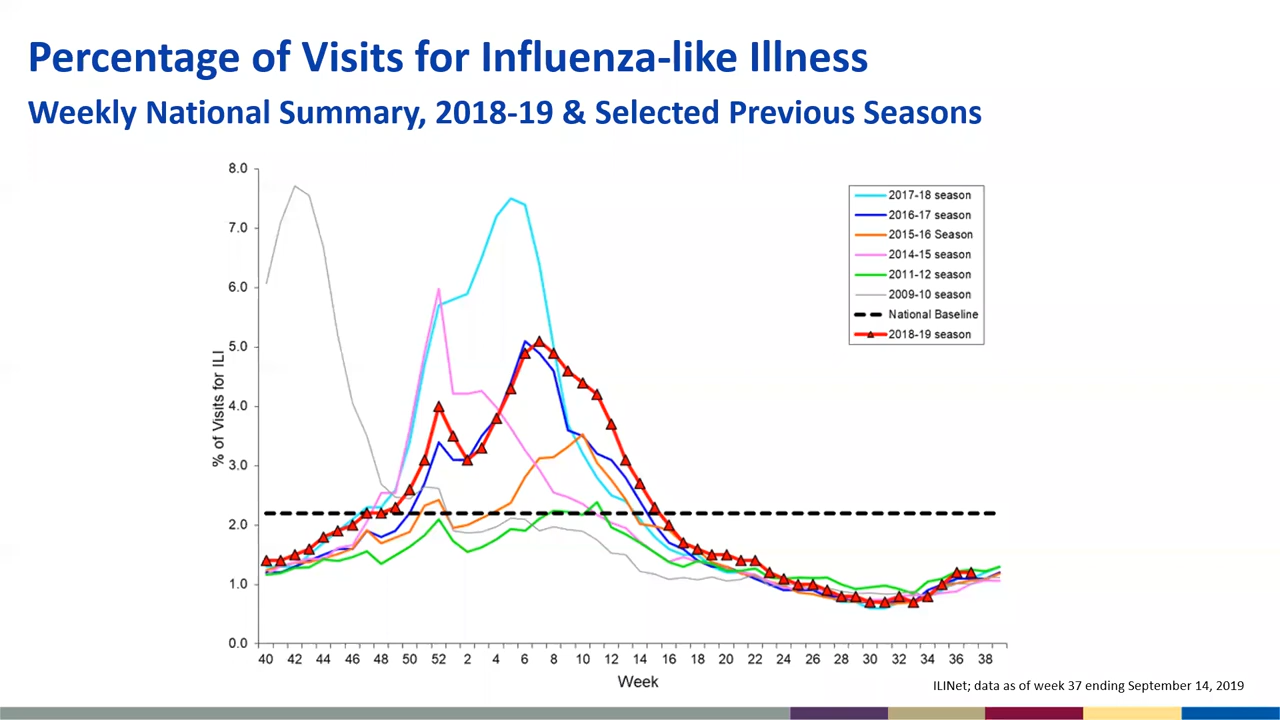 Percentage of Visits for Influenza-like Illness
Weekly National Summary, 2018-19 & Selected Previous Seasons
8.0
7.0
6.0
5.0
4.0
3.0
2.0
1.0
0.0
% of Visits for ILI
2017-18 season
2016-17 season
2015-16 Season
2014-15 season
2011-12 season
2009-10 season
National Baseline
2018-19 season
40 42 44 46 48 50 52 2 4 6 8 10 12 14 16 18 20 22 24 26 28 30 32 34 36 38
Week
ILINet; data as of week 37 ending September 14, 2019